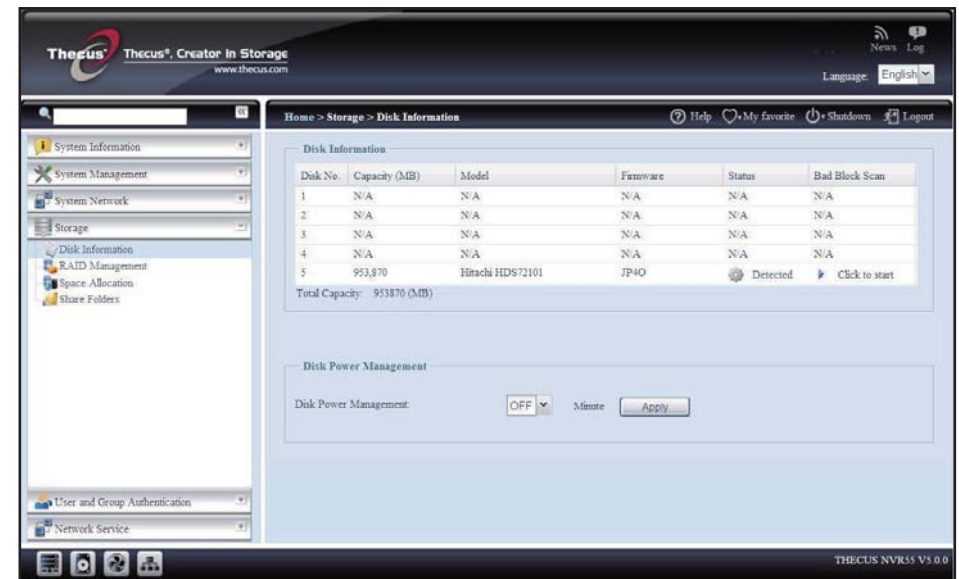 Thecus Thecus®, Creator in Storage
www.thecus.com
News Log
Language: English
Home > Storage > Disk Information
Help My favorite Shutdown Logout
System Information
System Management
System Network
Storage
Disk Information
RAID Management
Space Allocation
Share Folders
User and Group Authentication
Network Service
Disk Information
Disk No. Capacity (MB) Model Firmware Status Bad Block Scan
1 N/A N/A N/A N/A N/A
2 N/A N/A N/A N/A N/A
3 N/A N/A N/A N/A N/A
4 N/A N/A N/A N/A N/A
5 953,870 Hitachi HDS72101 JP4O Detected Click to start
Total Capacity: 953870 (MB)
Disk Power Management
Disk Power Management: OFF Minute Apply
THECUS NVR55 V5.0.0